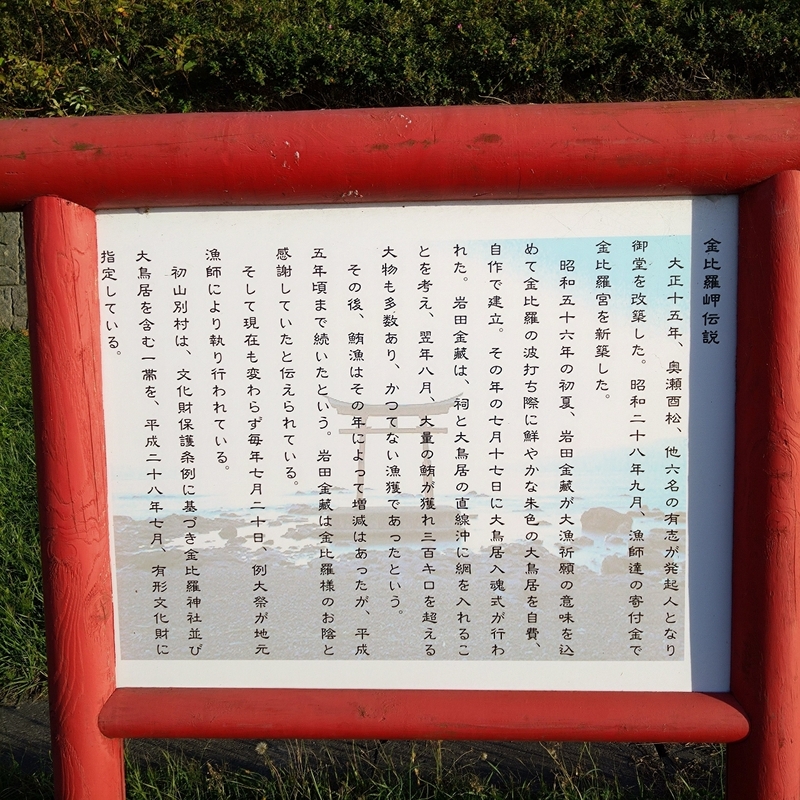 金比羅岬伝説
大正十五年、奥瀬酉松、他六名の有志が発起人となり
御堂を改築した。昭和二十八年九月、漁師達の寄付金で
金比羅宮を新築した。
昭和五十六年の初夏、岩田金藏が大漁祈願の意味を込
めて金比羅の波打ち際に鮮やかな朱色の大鳥居を自費、
自作で建立。その年の七月十七日に大鳥居入魂式が行わ
れた。岩田金藏は、祠と大鳥居の直線沖に網を入れるこ
とを考え、翌年八月、大量の鮪が獲れ三百キロを超える
大物も多数あり、かつてない漁獲であったという。
その後、鮪漁はその年によって増減はあったが、平成
五年頃まで続いたという。岩田金藏は金比羅様のお陰と
感謝していたと伝えられている。
そして現在も変わらず毎年七月二十日、例大祭が地元
漁師により執り行われている。
初山別村は、文化財保護条例に基づき金比羅神社並び
大鳥居を含む一帯を、平成二十八年七月、有形文化財に
指定している。